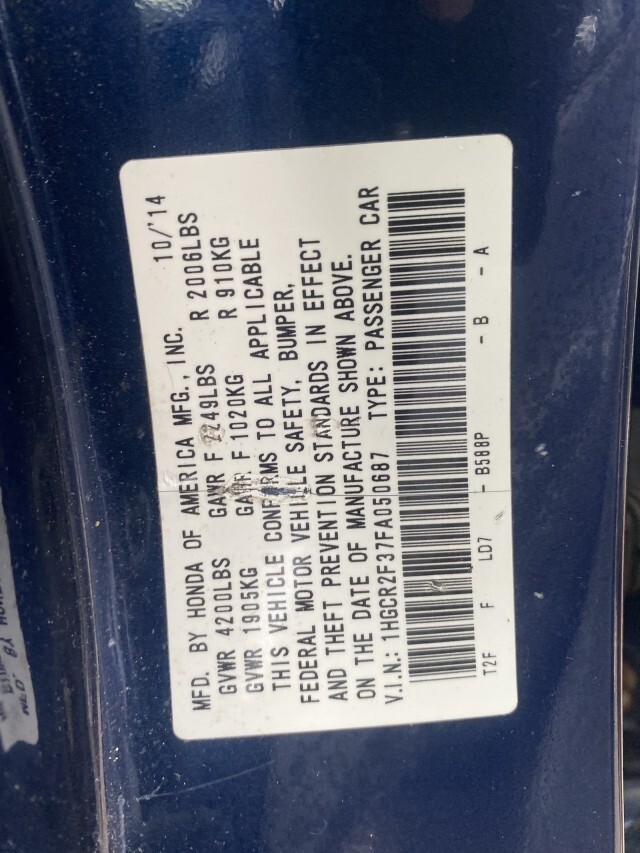 MFD. BY HONDA OF AMERICA MFG., INC. 10/'14
GVWR 4200LBS GAWR F 2249LBS R 2006LBS
GVWR 1905KG GAWR F 1020KG R 910KG
THIS VEHICLE CONFORMS TO ALL APPLICABLE
FEDERAL MOTOR VEHICLE SAFETY, BUMPER,
AND THEFT PREVENTION STANDARDS IN EFFECT
ON THE DATE OF MANUFACTURE SHOWN ABOVE.
V.I.N.: 1HGCR2F37FA050687 TYPE: PASSENGER CAR
T2F F LD7 - B588P - B - A